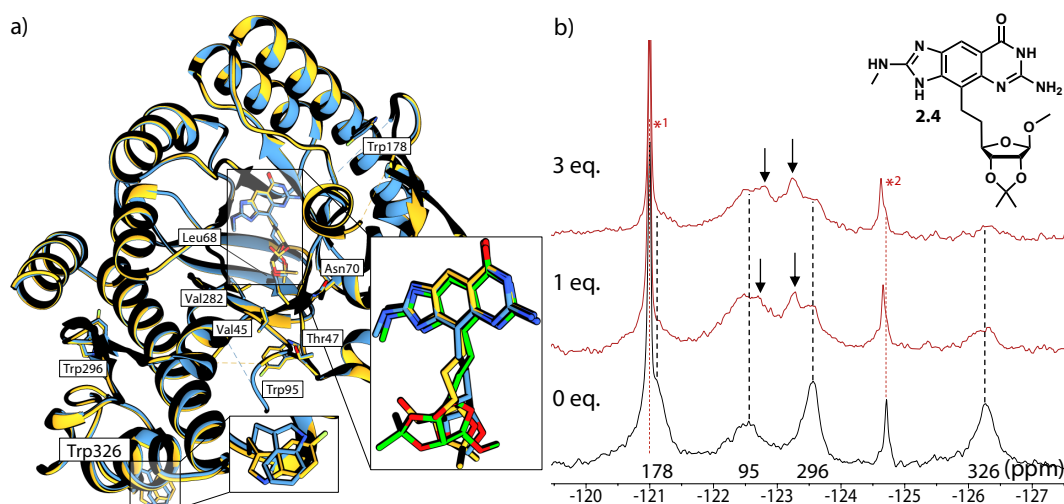 a)
Trp178
Leu68
Asn70
Val282
Val45
Thr47
Trp296
Trp95
Trp326
b)
O
N
NH
HN
N
H
N
NH2
2.4
O
O
O
O
3 eq.
*1
*2
1 eq.
0 eq.
178
95
296
326 (ppm)
-120
-121
-122
-123
-124
-125
-126
-127